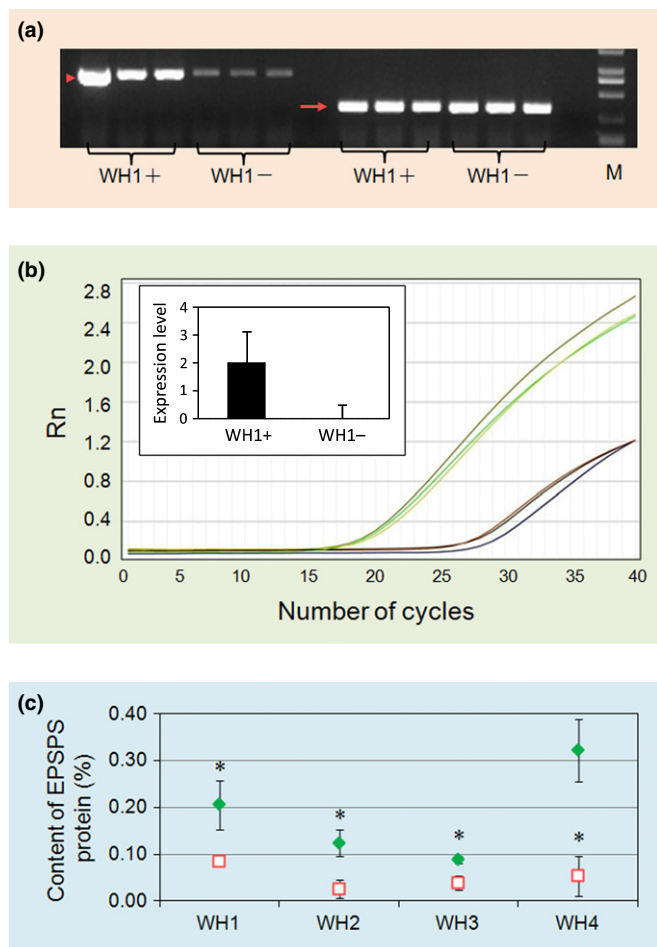 (a)
WH1+ WH1− WH1+ WH1− M
(b)
Rn
2.8
2.4
2.0
1.6
1.2
0.8
0.4
0.0
Expression level
4
3
2
1
0
WH1+ WH1−
0 5 10 15 20 25 30 35 40
Number of cycles
(c)
Content of EPSPS
protein (%)
0.40
0.30
0.20
0.10
0.00
* * * *
WH1 WH2 WH3 WH4